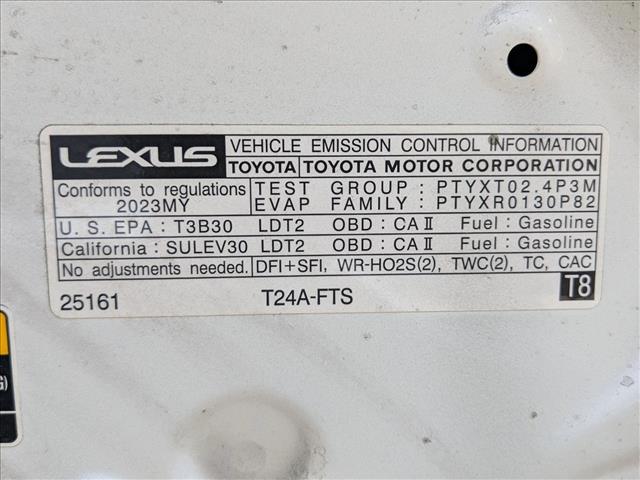 LEXUS
VEHICLE EMISSION CONTROL INFORMATION
TOYOTA TOYOTA MOTOR CORPORATION
Conforms to regulations
2023MY
TEST GROUP : PTYXT02.4P3M
EVAP FAMILY : PTYXR0130P82
U. S. EPA : T3B30 LDT2 OBD : CA II Fuel : Gasoline
California : SULEV30 LDT2 OBD : CA II Fuel : Gasoline
No adjustments needed. DFI+SFI, WR-HO2S(2), TWC(2), TC, CAC
25161 T24A-FTS T8
G)